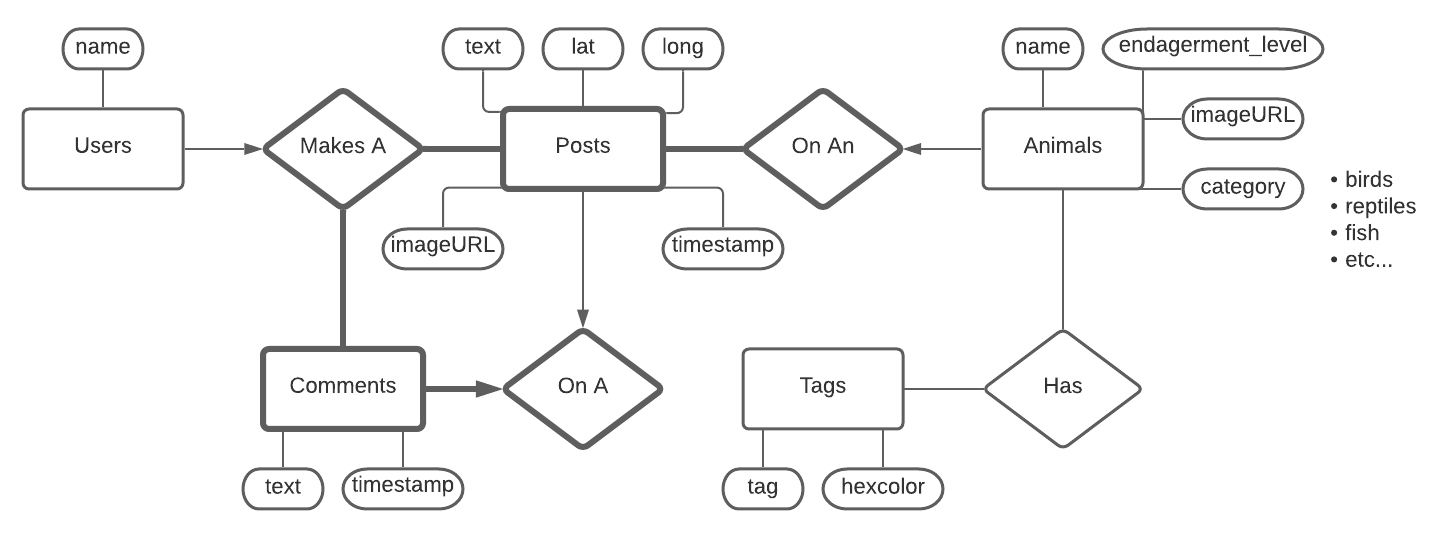 name
text
lat
long
name
endagerment_level
Users
Makes A
Posts
On An
Animals
imageURL
category
• birds
• reptiles
• fish
• etc...
imageURL
timestamp
Comments
On A
Tags
Has
text
timestamp
tag
hexcolor